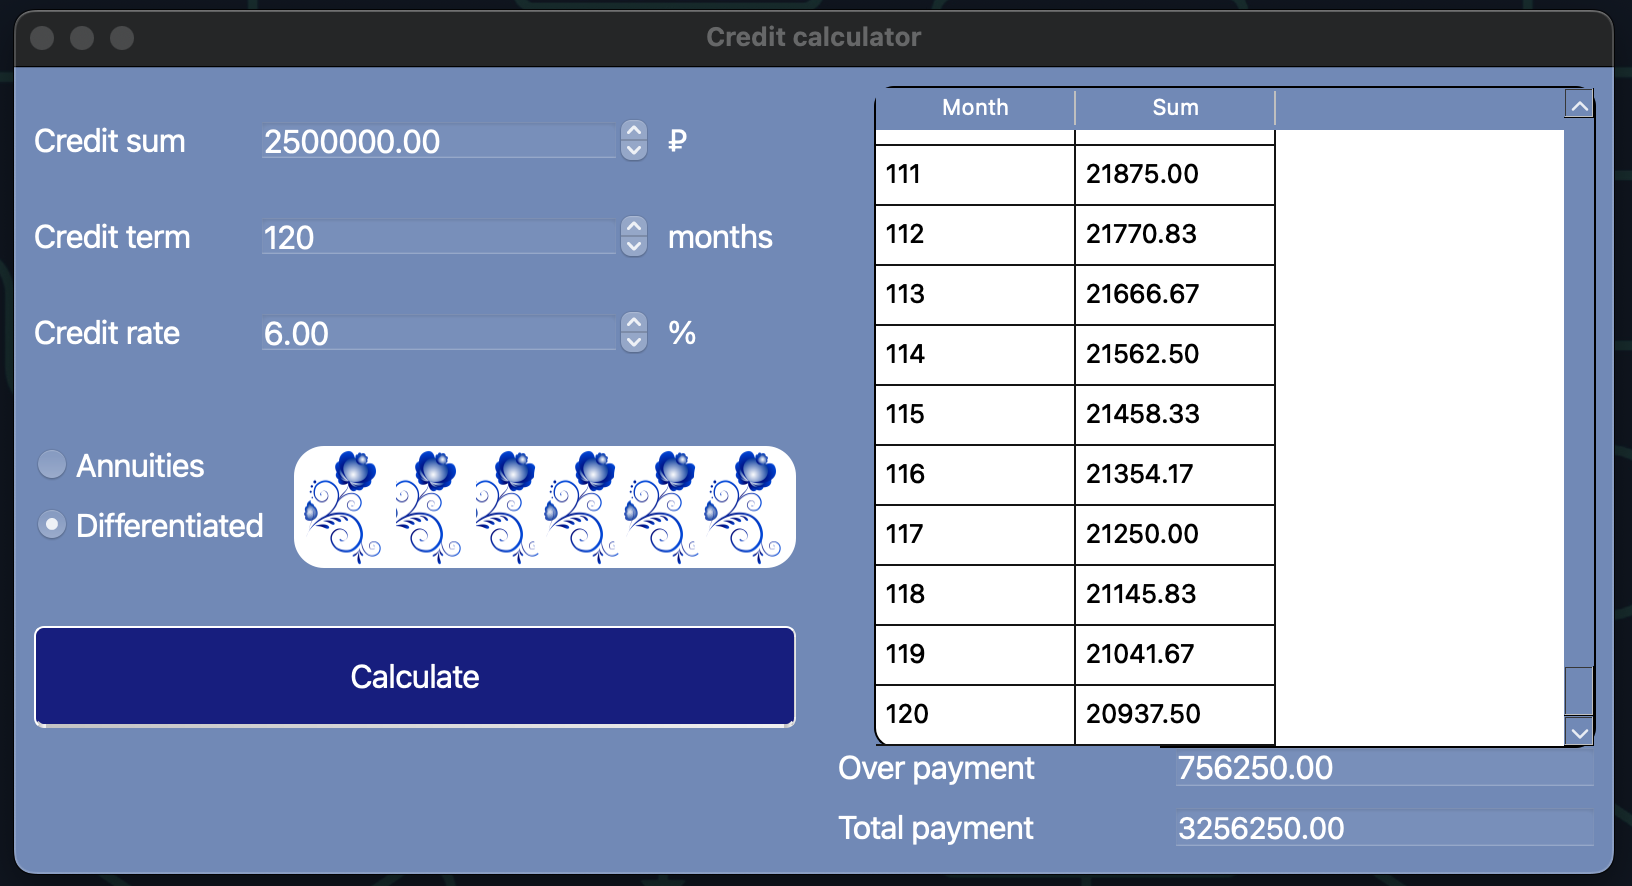 Credit calculator
Credit sum 2500000.00 ₽
Credit term 120 months
Credit rate 6.00 %
Annuities
Differentiated
Calculate
Month Sum
111 21875.00
112 21770.83
113 21666.67
114 21562.50
115 21458.33
116 21354.17
117 21250.00
118 21145.83
119 21041.67
120 20937.50
Over payment 756250.00
Total payment 3256250.00